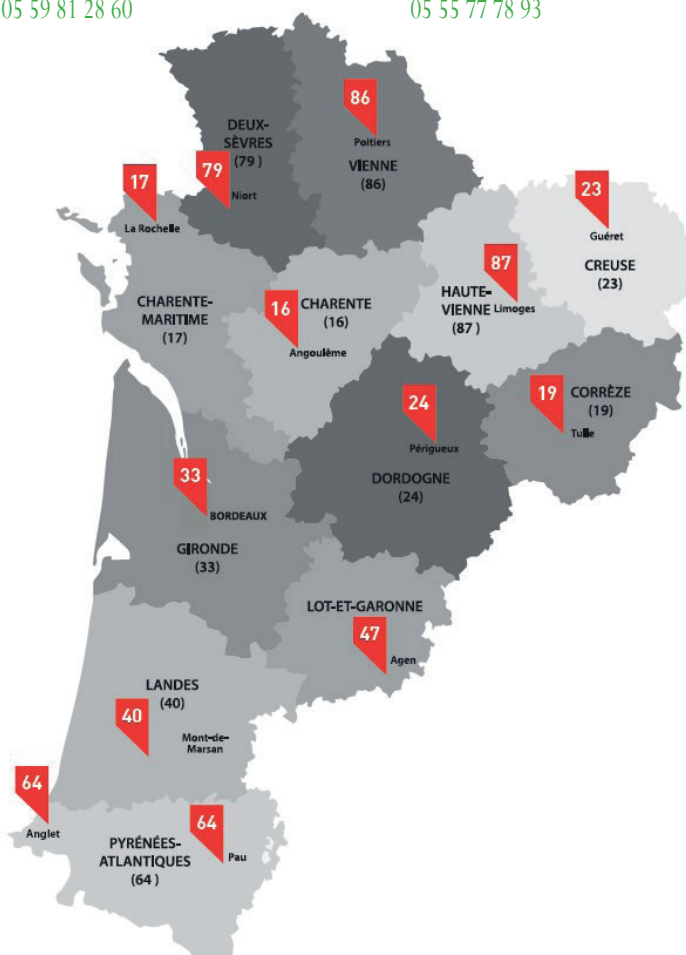 05 59 81 28 60
05 55 77 78 93
86
Poitiers
VIENNE
(86)
DEUX-
SÈVRES
(79 )
79
Niort
17
La Rochelle
23
Guéret
CREUSE
(23)
87
HAUTE-
VIENNE
(87 )
Limoges
CHARENTE-
MARITIME
(17)
16
CHARENTE
(16)
Angoulême
19
CORRÈZE
(19)
Tulle
24
Périgueux
DORDOGNE
(24)
33
BORDEAUX
GIRONDE
(33)
LOT-ET-GARONNE
47
Agen
LANDES
(40)
40
Mont-de-
Marsan
64
Anglet
64
Pau
PYRÉNÉES-
ATLANTIQUES
(64 )